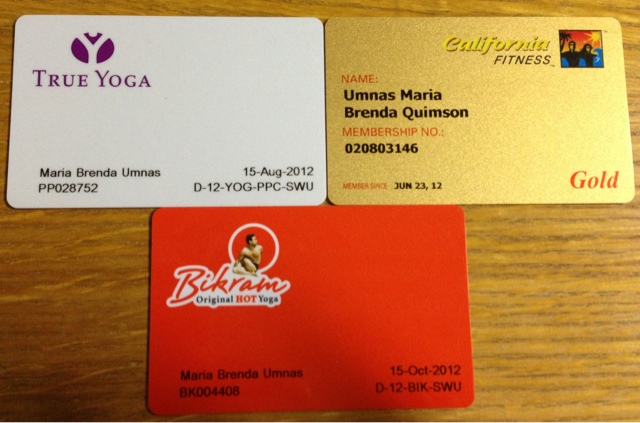 TRUE YOGA
Maria Brenda Umnas
15-Aug-2012
PP028752
D-12-YOG-PPC-SWU
California
FITNESS
NAME:
Umnas Maria
Brenda Quimson
MEMBERSHIP NO.:
020803146
MEMBER SINCE JUN 23, 12
Gold
Bikram
Original HOT Yoga
Maria Brenda Umnas
15-Oct-2012
BK004408
D-12-BIK-SWU